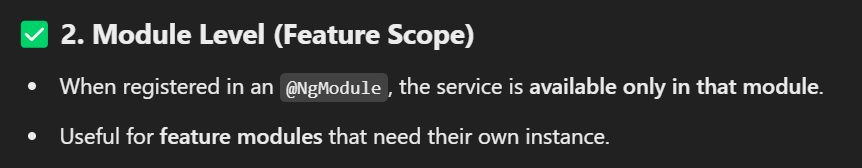 ✅ 2. Module Level (Feature Scope)
• When registered in an @NgModule, the service is available only in that module.
• Useful for feature modules that need their own instance.